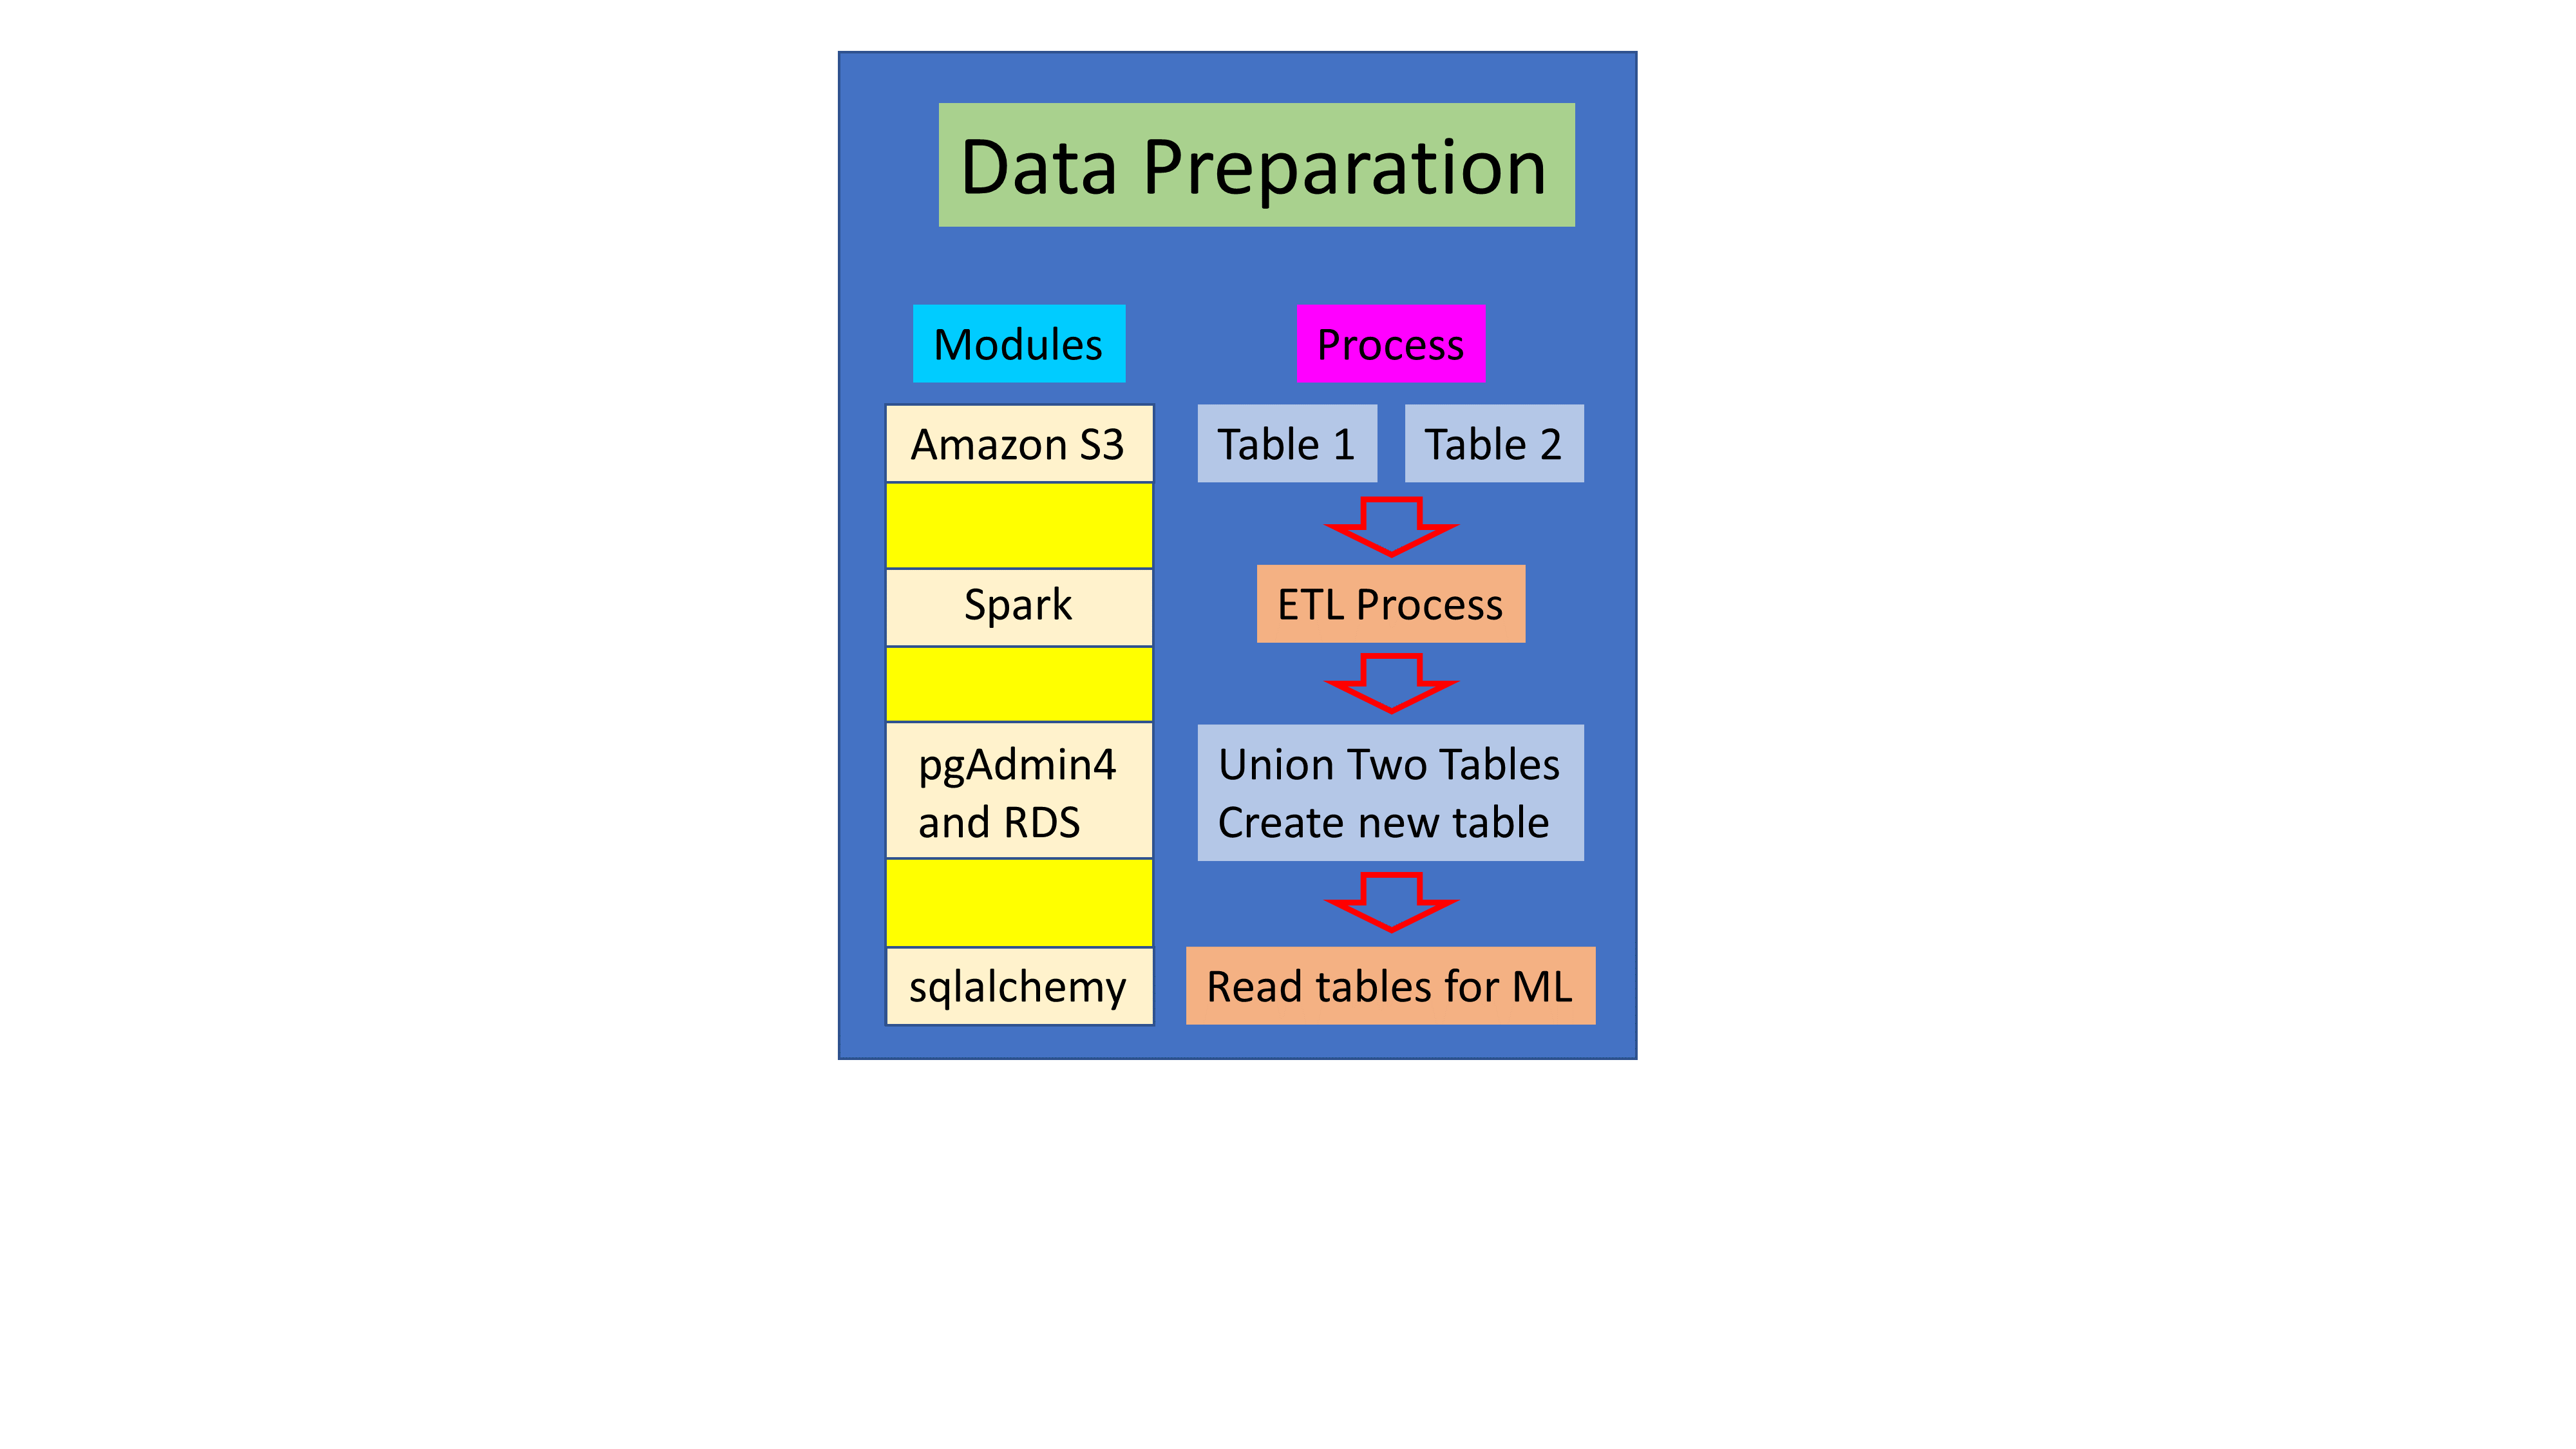 Data Preparation
Modules
Process
Amazon S3
Table 1
Table 2
Spark
ETL Process
pgAdmin4
and RDS
Union Two Tables
Create new table
sqlalchemy
Read tables for ML